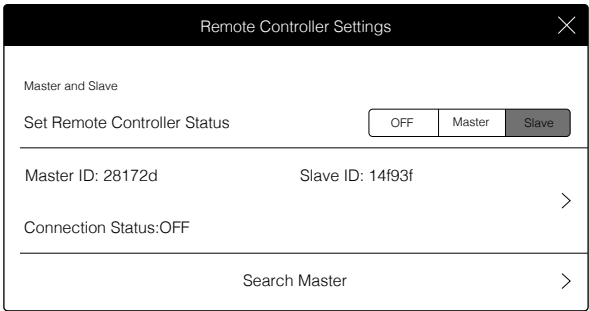 Remote Controller Settings
Master and Slave
Set Remote Controller Status OFF Master Slave
Master ID: 28172d Slave ID: 14f93f
Connection Status:OFF
Search Master